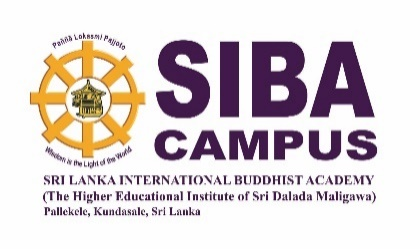 Paññā Lokasmi Pajjoto
Wisdom is the Light of the World
SIBA
CAMPUS
SRI LANKA INTERNATIONAL BUDDHIST ACADEMY
(The Higher Educational Institute of Sri Dalada Maligawa)
Pallekele, Kundasale, Sri Lanka